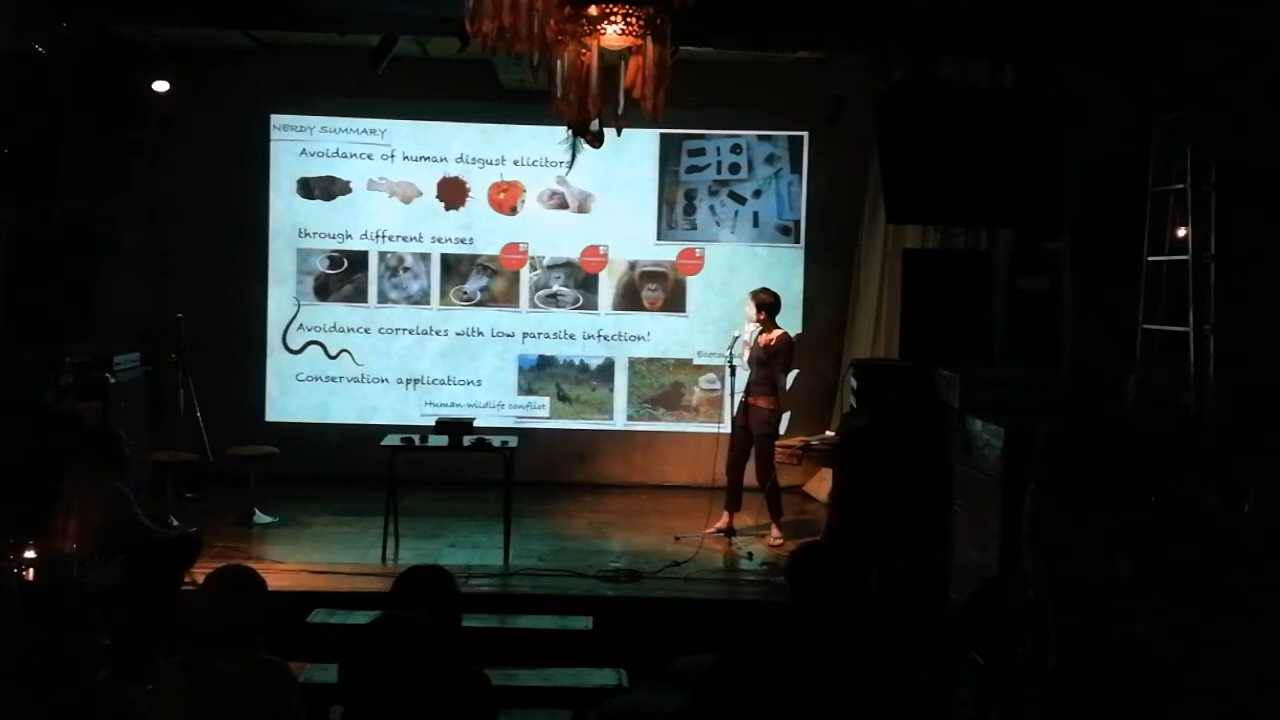 NERDY SUMMARY
Avoidance of human disgust elicitors
through different senses
Avoidance correlates with low parasite infection!
Conservation applications
Human-wildlife conflict